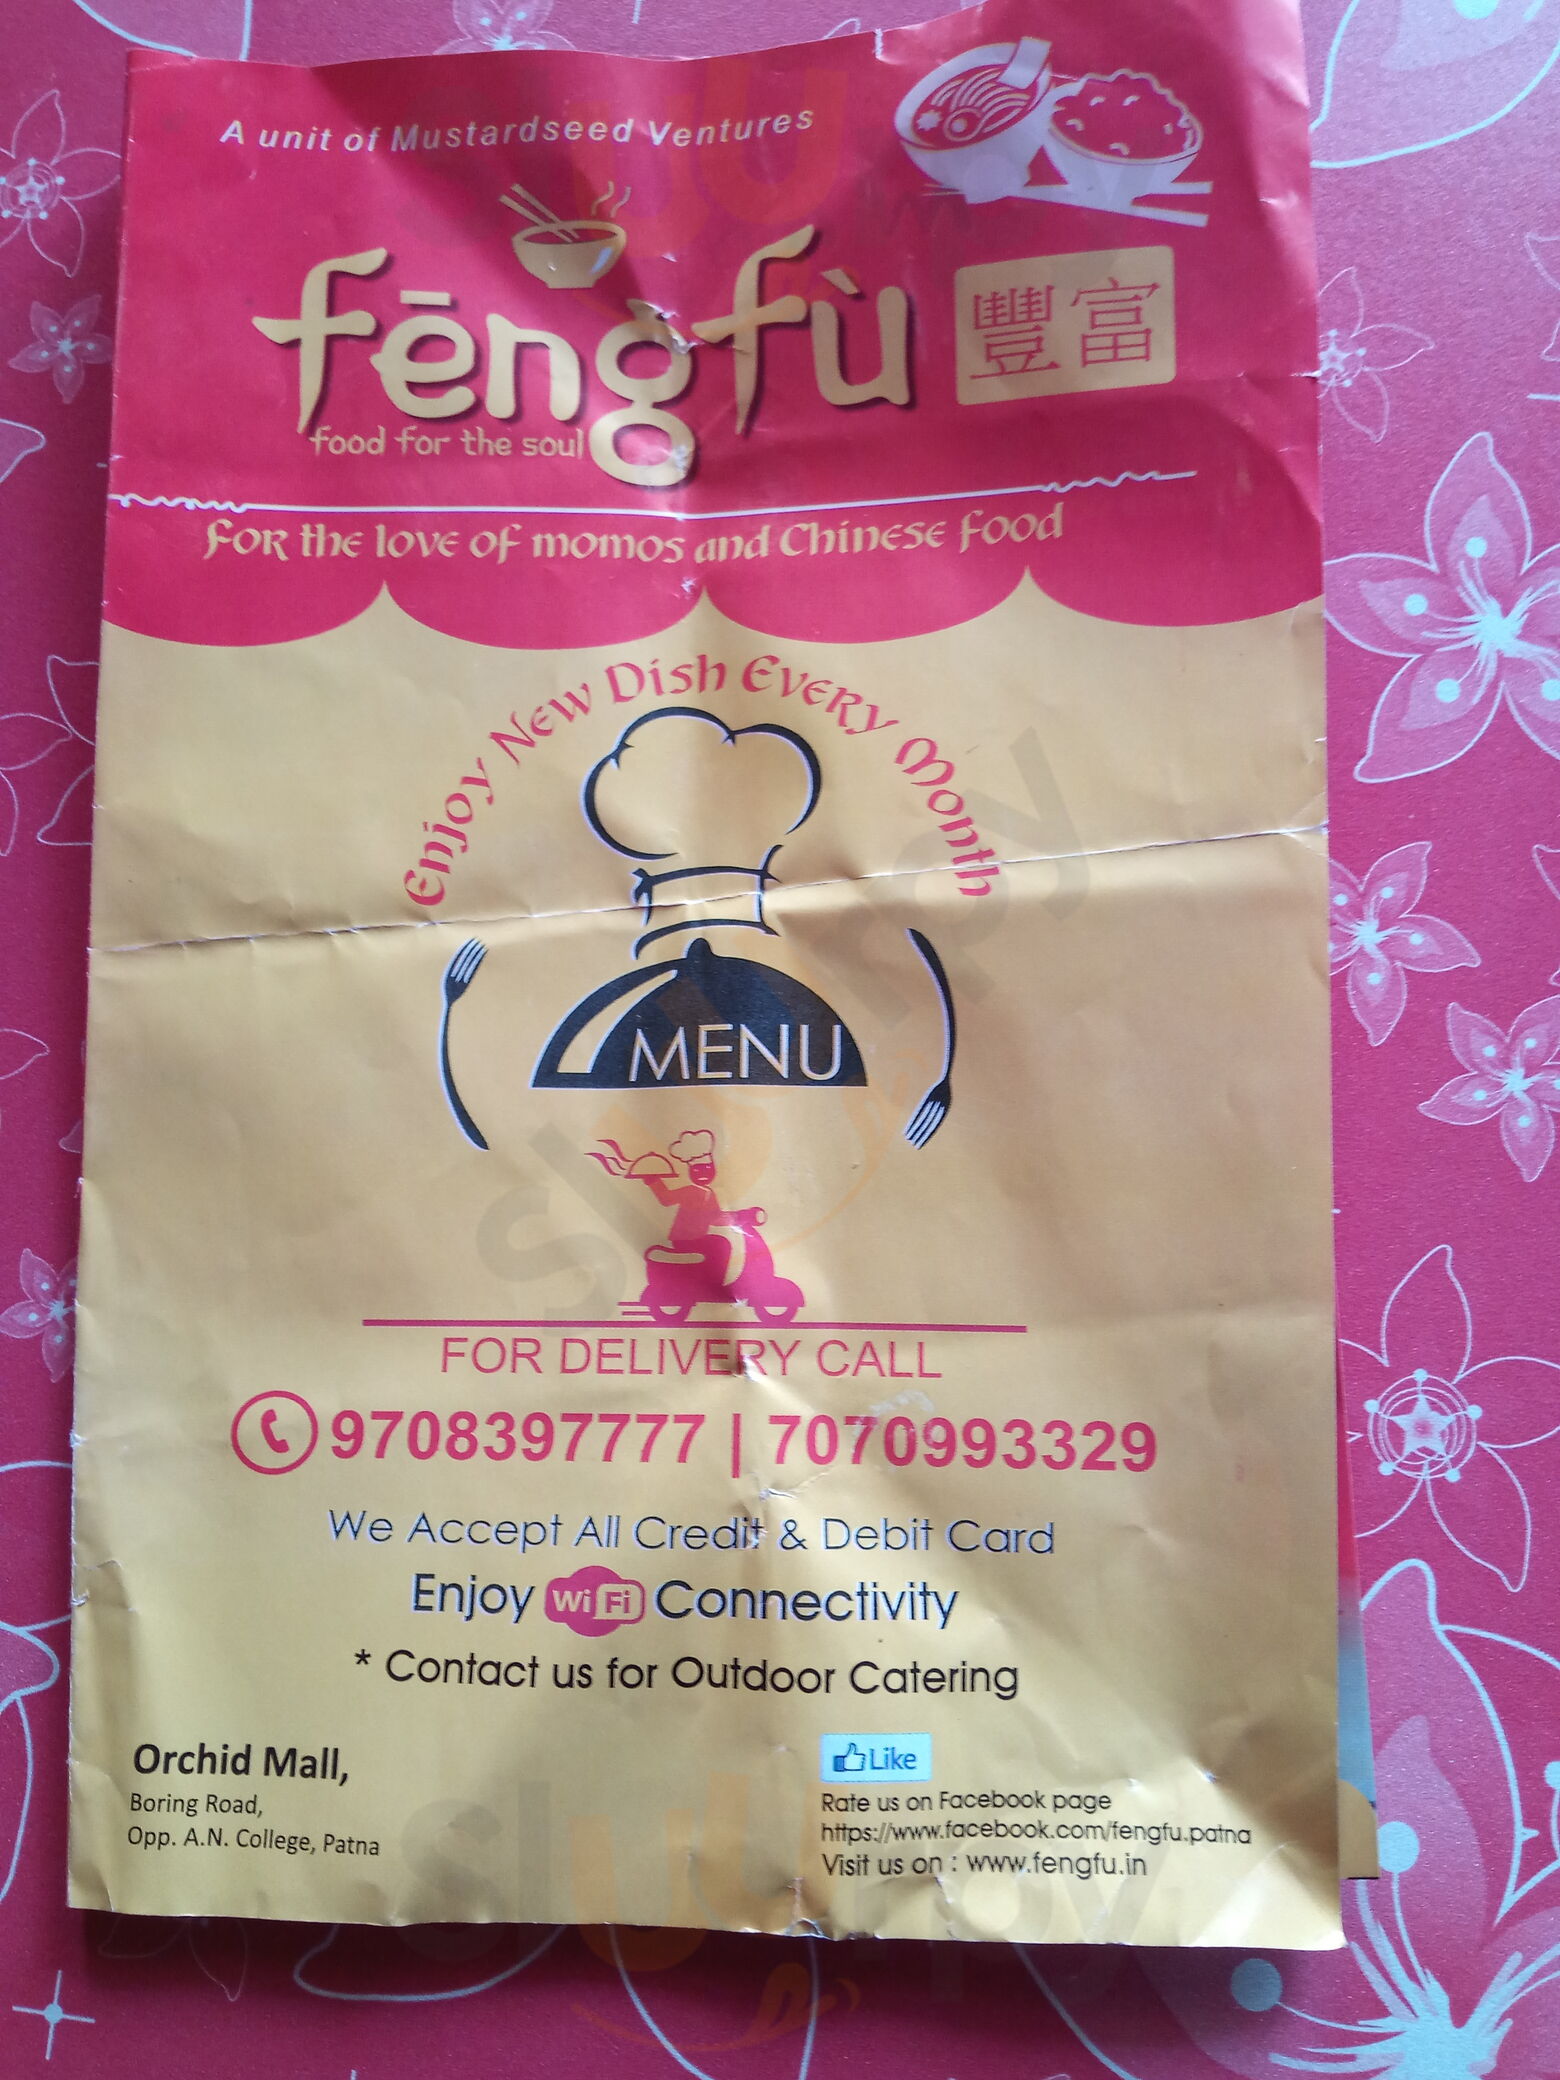 A unit of Mustardseed Ventures
fēngfù 豐富
food for the soul
For the love of momos and Chinese food
Enjoy New Dish Every Month
MENU
FOR DELIVERY CALL
9708397777 | 7070993329
We Accept All Credit & Debit Card
Enjoy WiFi Connectivity
* Contact us for Outdoor Catering
Orchid Mall,
Boring Road,
Opp. A.N. College, Patna
Like
Rate us on Facebook page
https://www.facebook.com/fengfu.patna
Visit us on : www.fengfu.in
slurpy
slurpy
slurpy